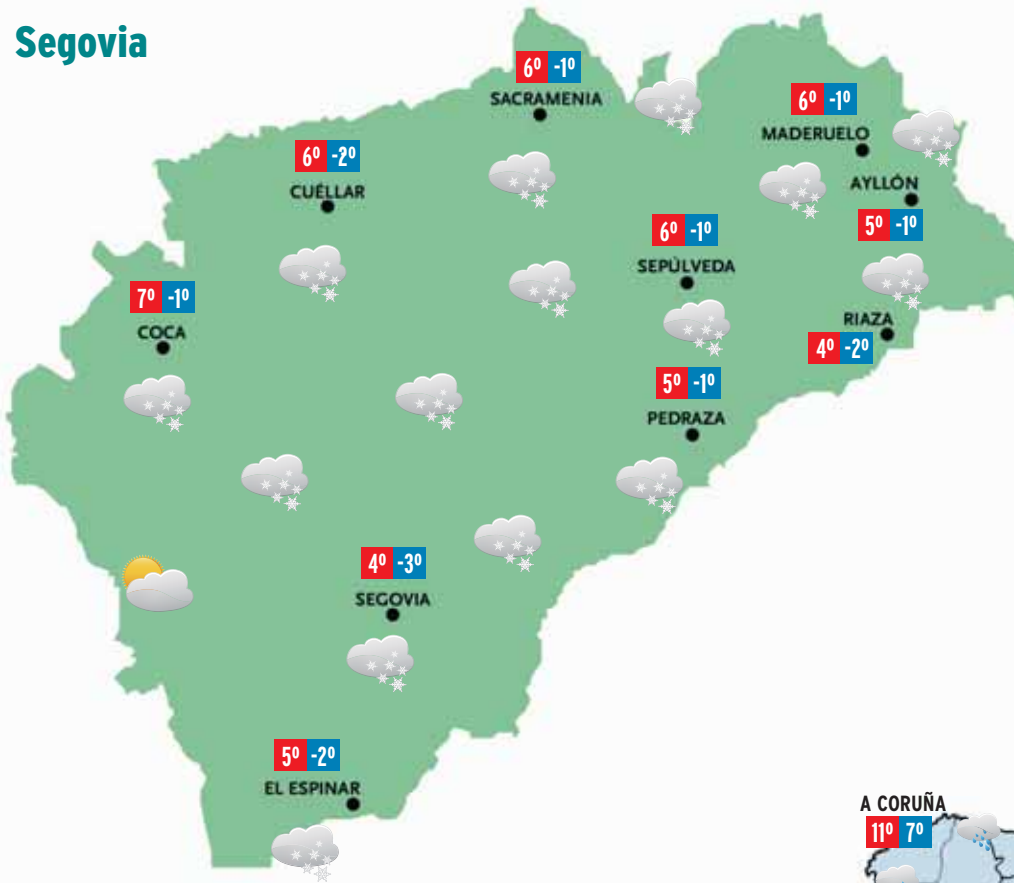 Segovia
6º -1º
SACRAMENIA
6º -1º
MADERUELO
6º -2º
CUÉLLAR
AYLLÓN
5º -1º
6º -1º
SEPÚLVEDA
7º -1º
COCA
RIAZA
4º -2º
5º -1º
PEDRAZA
4º -3º
SEGOVIA
5º -2º
EL ESPINAR
A CORUÑA
11º 7º